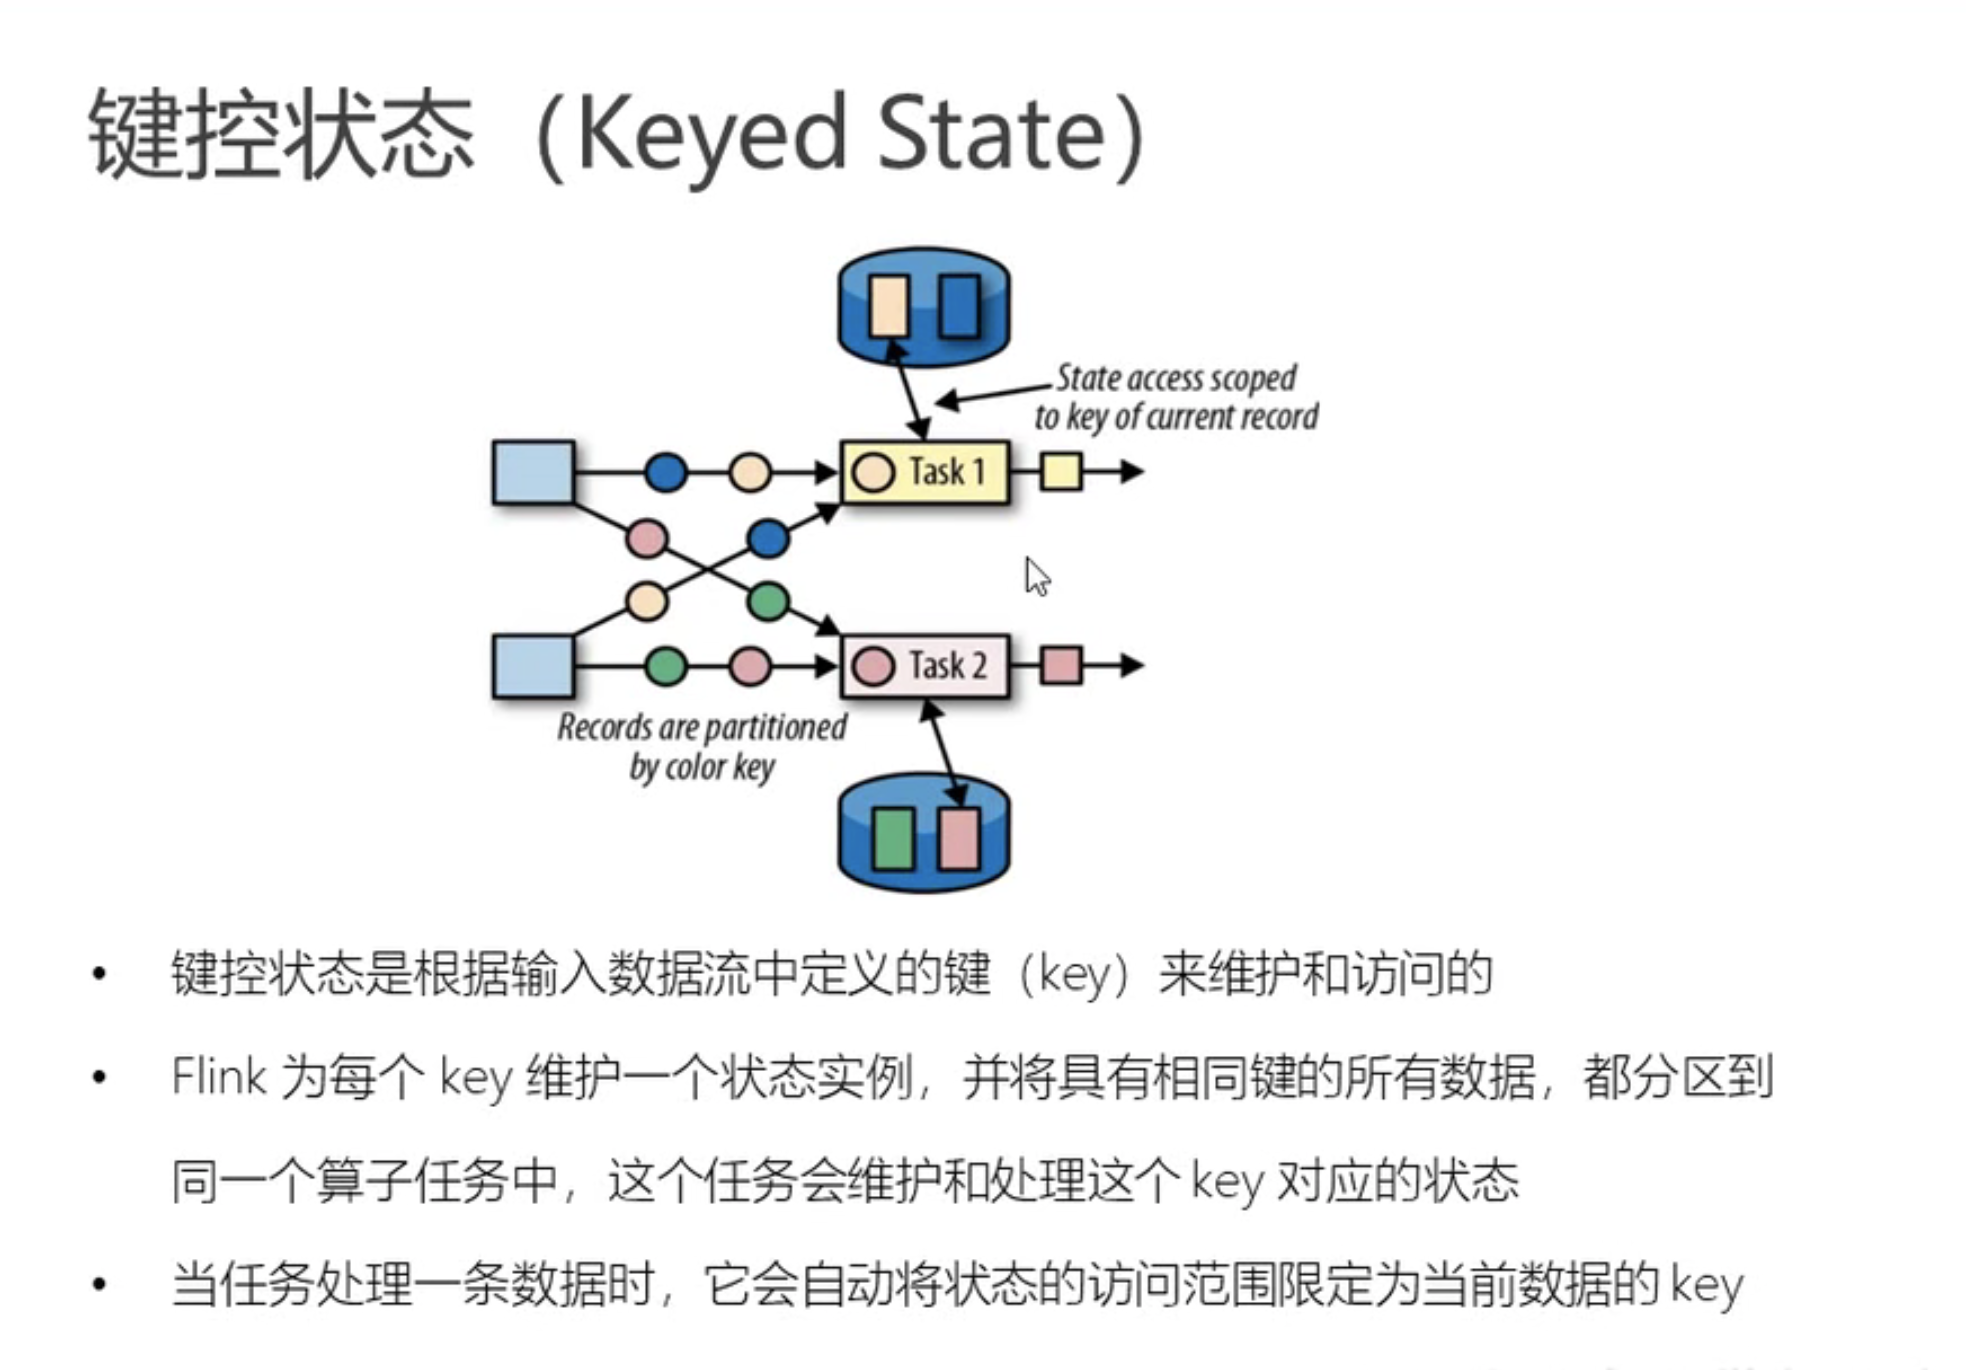 键控状态（Keyed State）
State access scoped
to key of current record
Task 1
Task 2
Records are partitioned
by color key
• 键控状态是根据输入数据流中定义的键（key）来维护和访问的
• Flink 为每个 key 维护一个状态实例，并将具有相同键的所有数据，都分区到
同一个算子任务中，这个任务会维护和处理这个 key 对应的状态
• 当任务处理一条数据时，它会自动将状态的访问范围限定为当前数据的 key